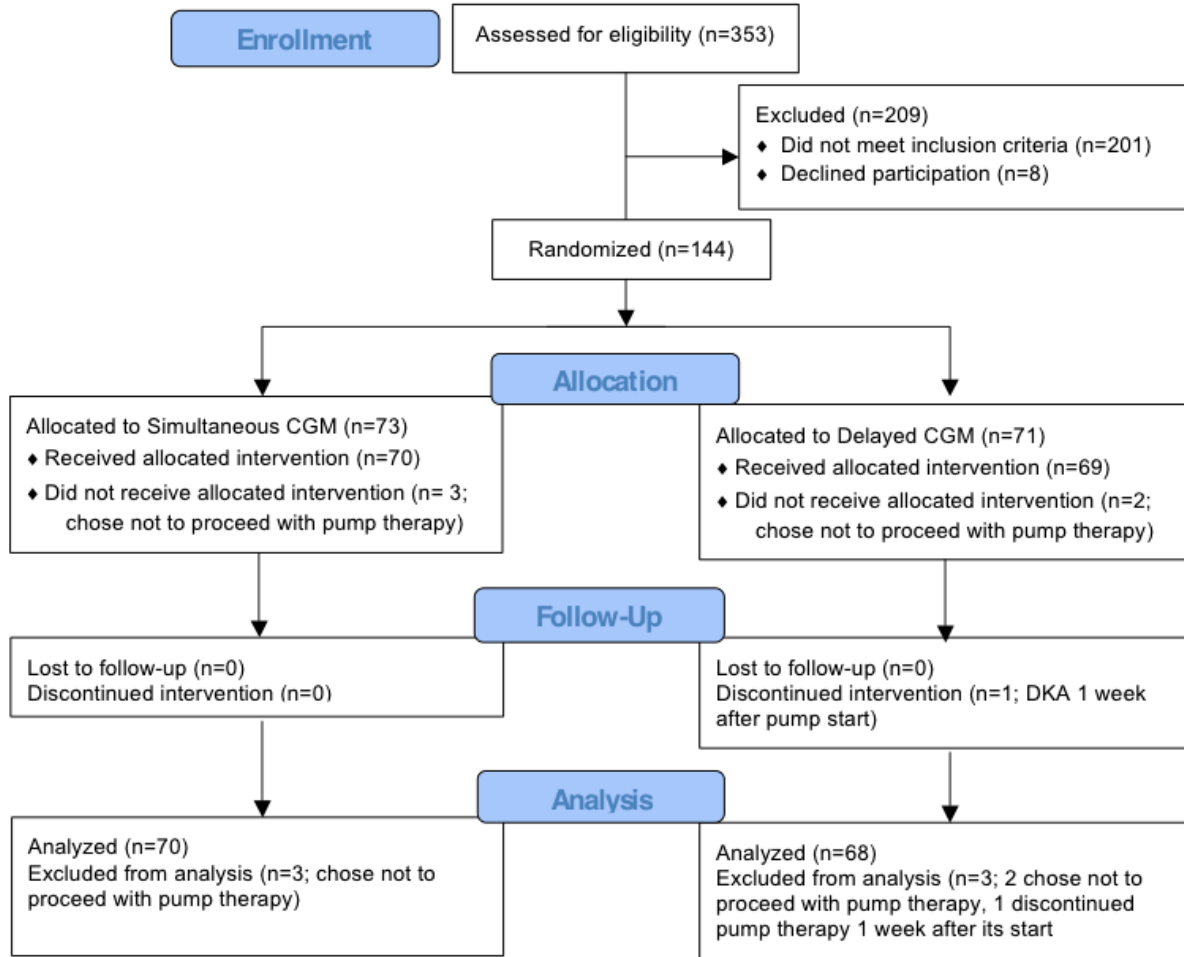 Enrollment
Assessed for eligibility (n=353)
Excluded (n=209)
♦ Did not meet inclusion criteria (n=201)
♦ Declined participation (n=8)
Randomized (n=144)
Allocation
Allocated to Simultaneous CGM (n=73)
♦ Received allocated intervention (n=70)
♦ Did not receive allocated intervention (n= 3;
chose not to proceed with pump therapy)
Allocated to Delayed CGM (n=71)
♦ Received allocated intervention (n=69)
♦ Did not receive allocated intervention (n=2;
chose not to proceed with pump therapy)
Follow-Up
Lost to follow-up (n=0)
Discontinued intervention (n=0)
Lost to follow-up (n=0)
Discontinued intervention (n=1; DKA 1 week
after pump start)
Analysis
Analyzed (n=70)
Excluded from analysis (n=3; chose not to
proceed with pump therapy)
Analyzed (n=68)
Excluded from analysis (n=3; 2 chose not to
proceed with pump therapy, 1 discontinued
pump therapy 1 week after its start